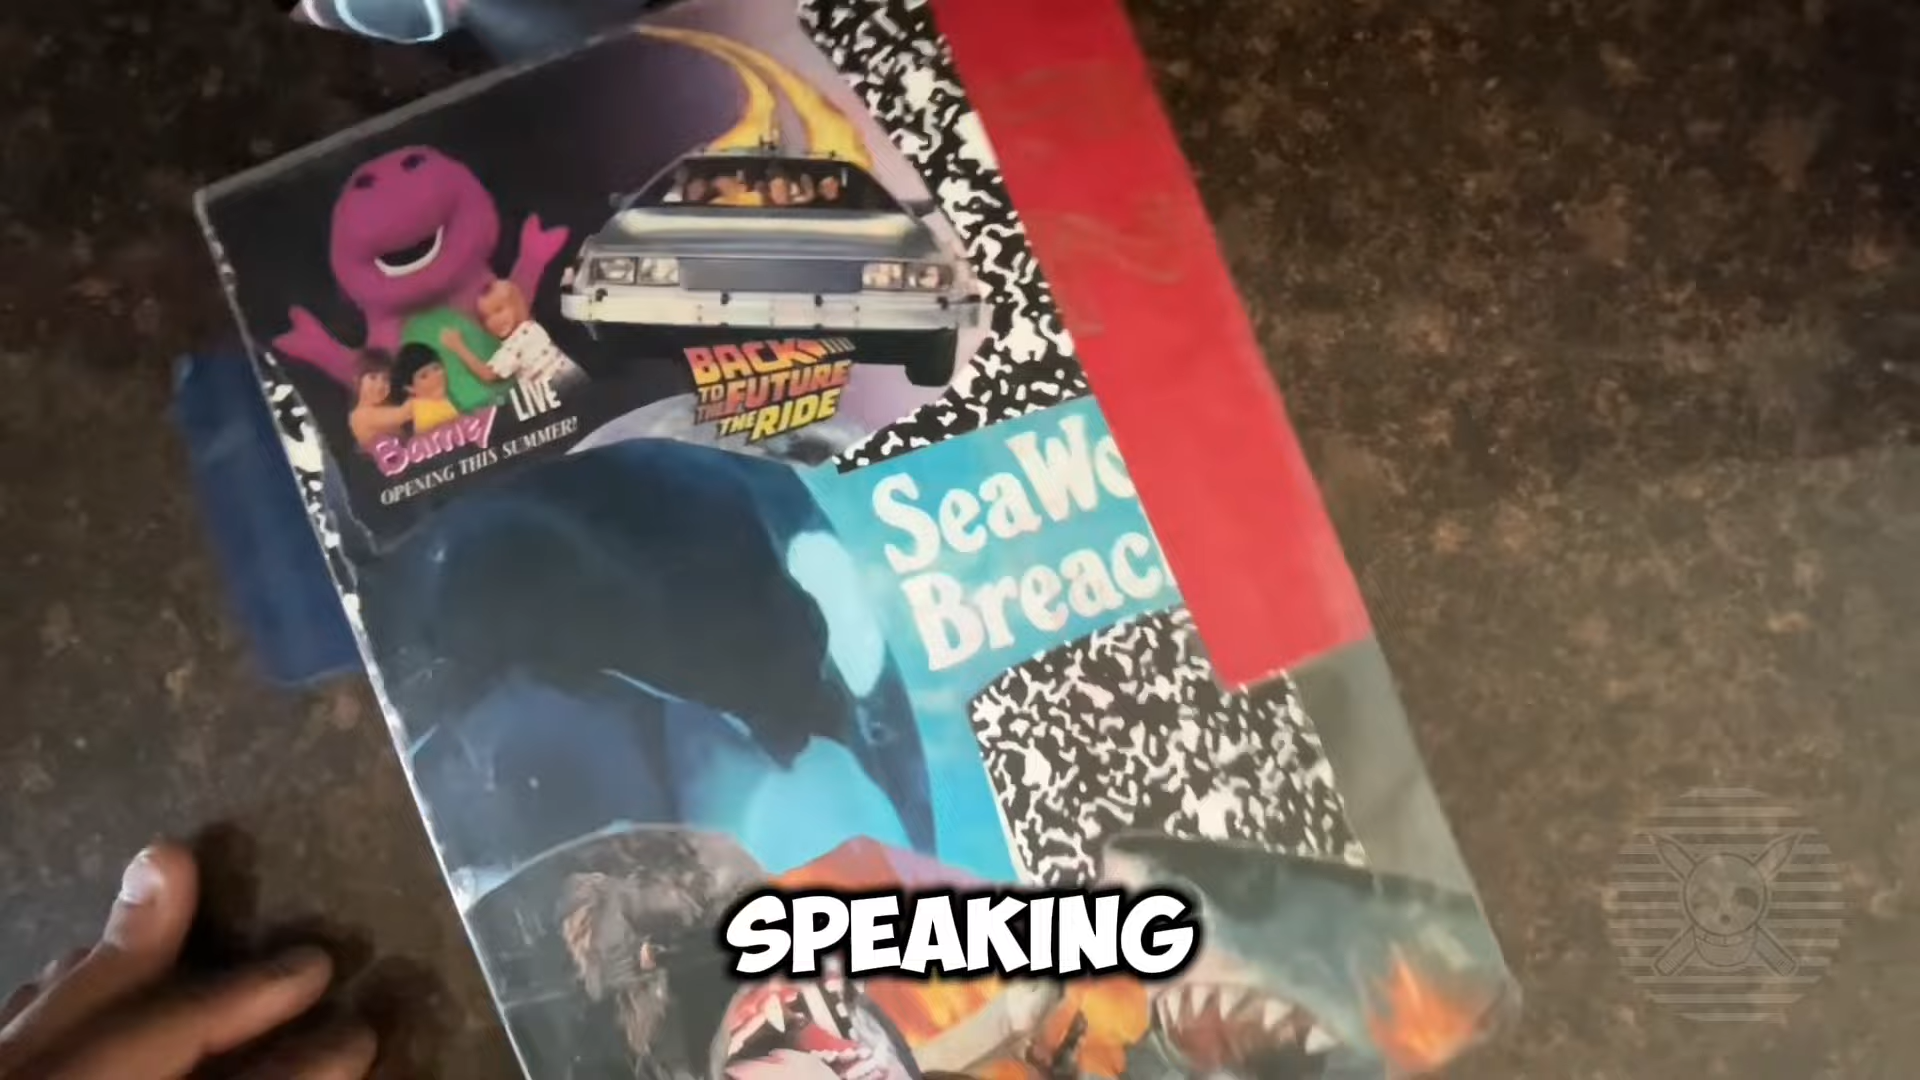 Barney LIVE
OPENING THIS SUMMER!
BACK
TO THE FUTURE
THE RIDE
SeaWo
Breac
SPEAKING